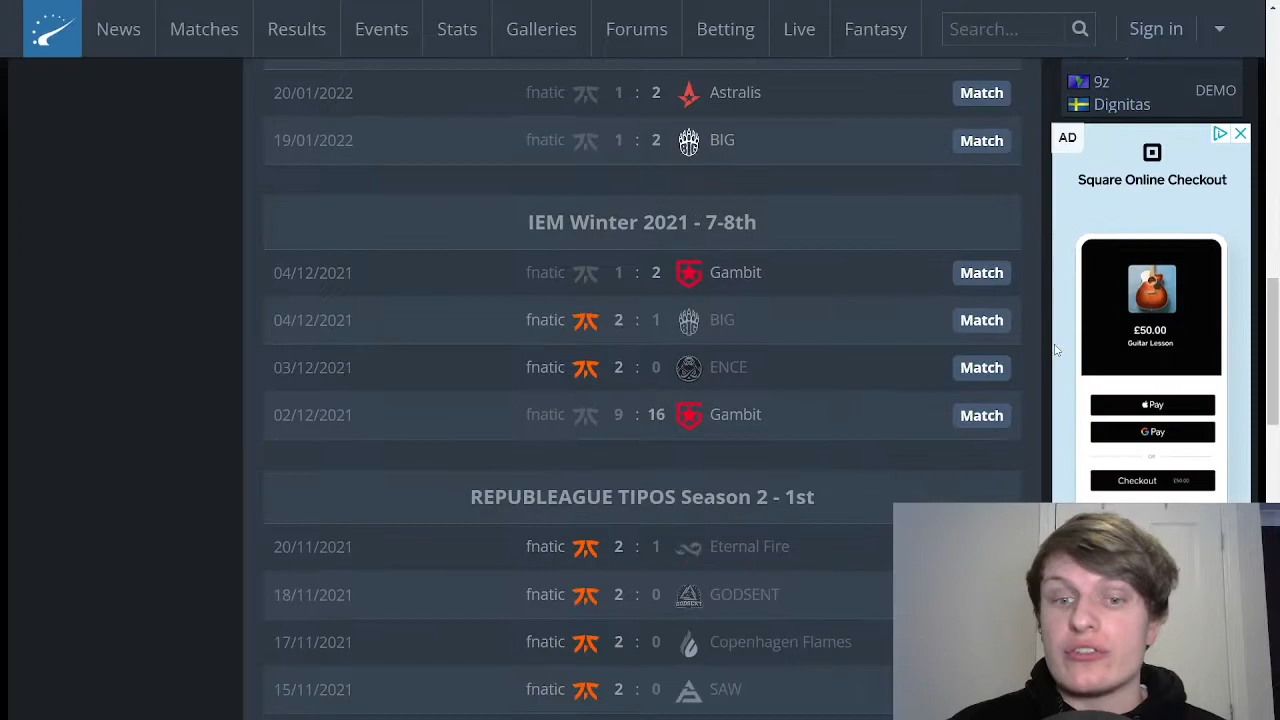 News Matches Results Events Stats Galleries Forums Betting Live Fantasy Search... Sign in
20/01/2022 fnatic 1 : 2 Astralis Match
19/01/2022 fnatic 1 : 2 BIG Match
IEM Winter 2021 - 7-8th
04/12/2021 fnatic 1 : 2 Gambit Match
04/12/2021 fnatic 2 : 1 BIG Match
03/12/2021 fnatic 2 : 0 ENCE Match
02/12/2021 fnatic 9 : 16 Gambit Match
REPUBLEAGUE TIPOS Season 2 - 1st
20/11/2021 fnatic 2 : 1 Eternal Fire
18/11/2021 fnatic 2 : 0 GODSENT
17/11/2021 fnatic 2 : 0 Copenhagen Flames
15/11/2021 fnatic 2 : 0 SAW
9z
Dignitas
DEMO
AD
Square Online Checkout
£50.00
Guitar Lesson
Pay
G Pay
OR
Checkout £50.00